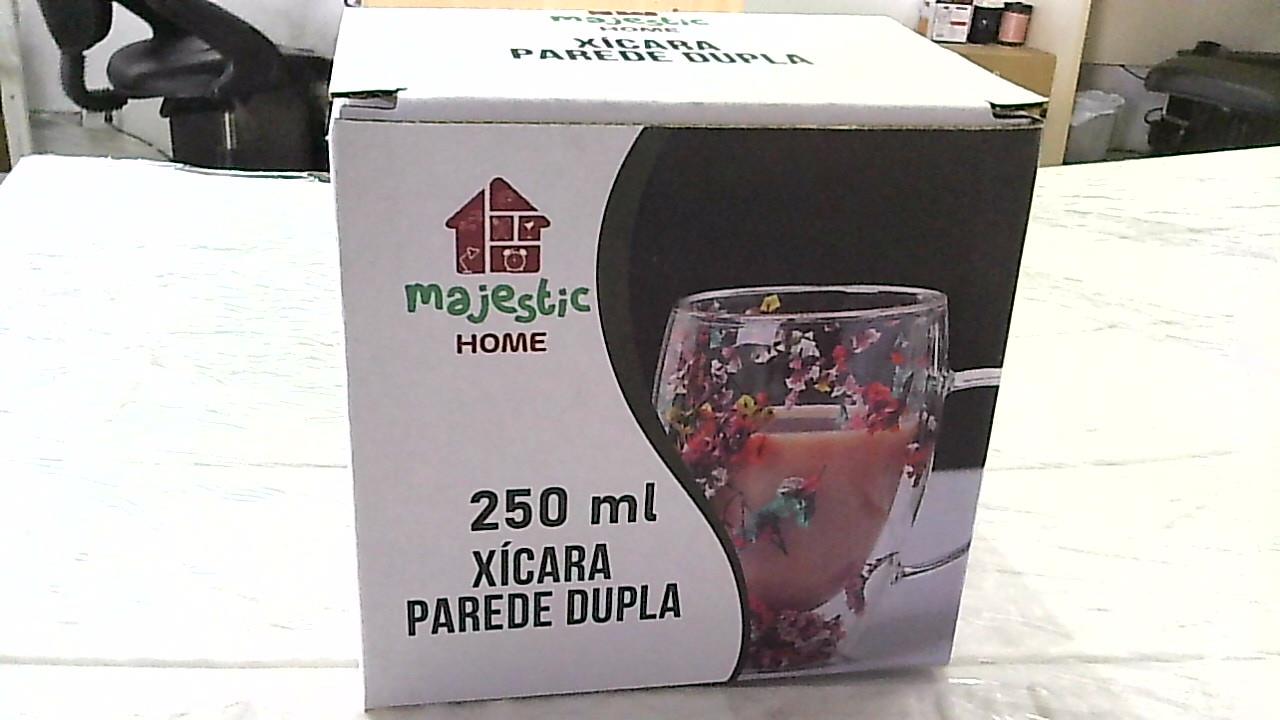 majestic
HOME
XÍCARA
PAREDE DUPLA
majestic
HOME
250 ml
XÍCARA
PAREDE DUPLA